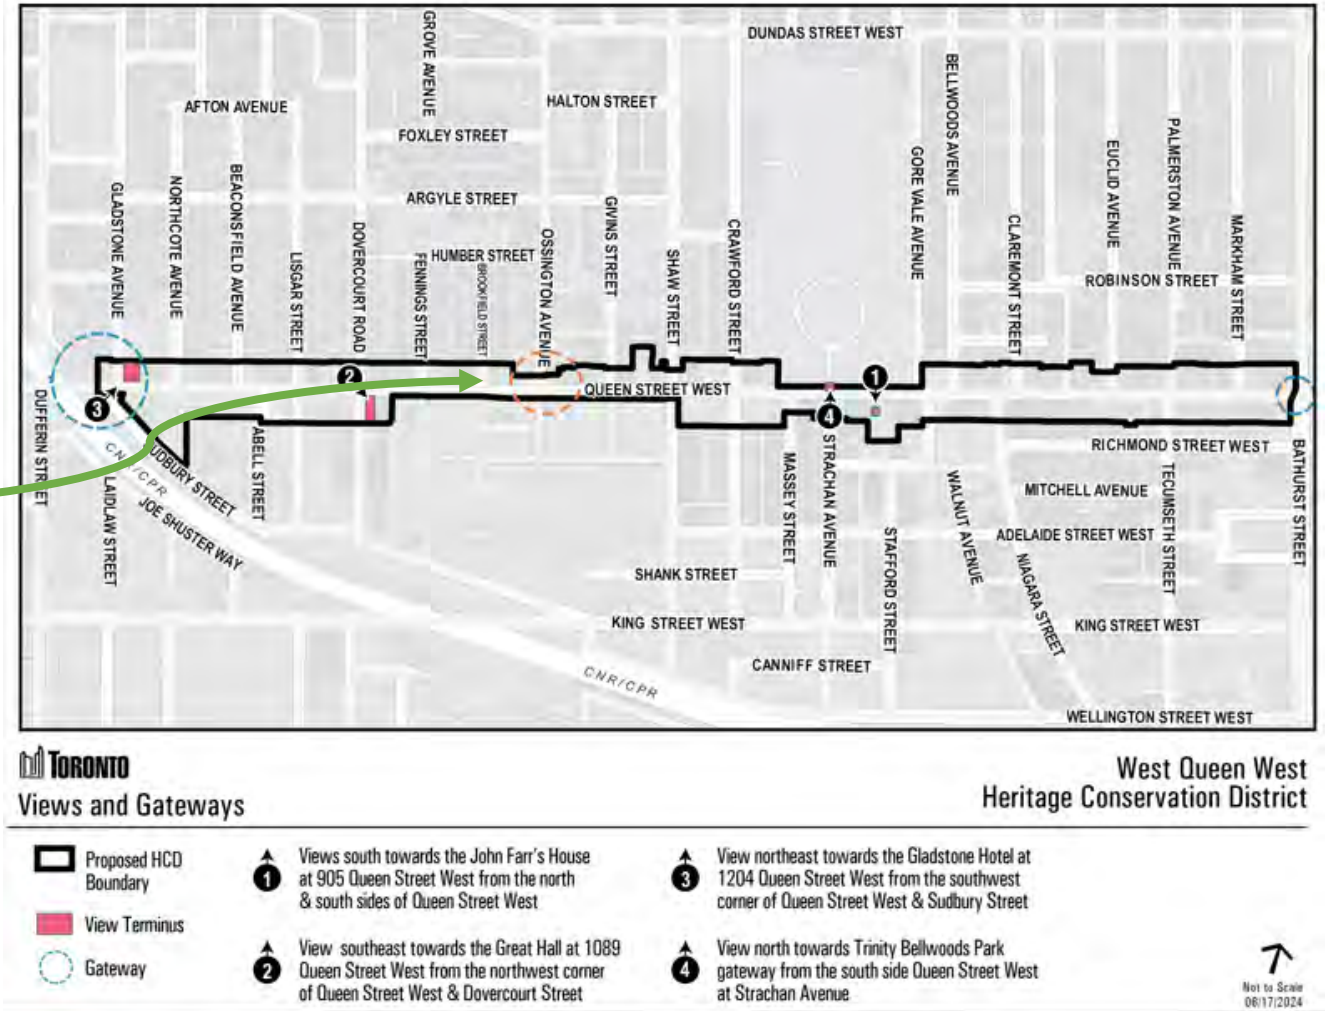 GROVE AVENUE
DUNDAS STREET WEST
BELLWOODS AVENUE
AFTON AVENUE
HALTON STREET
FOXLEY STREET
PALMERSTON AVENUE
EUCLID AVENUE
GORE VALE AVENUE
BEACONSFIELD AVENUE
NORTHCOTE AVENUE
GLADSTONE AVENUE
ARGYLE STREET
GIVINS STREET
CRAWFORD STREET
CLAREMONT STREET
MARKHAM STREET
DOVERCOURT ROAD
OSSINGTON AVENUE
HUMBER STREET
LISGAR STREET
FENNINGS STREET
BROOKFIELD STREET
SHAW STREET
ROBINSON STREET
2
1
3
4
QUEEN STREET WEST
DUFFERIN STREET
CNR/CPR
UDBURY STREET
ABELL STREET
LAIDLAW STREET
JOE SHUSTER WAY
MASSEY STREET
STRACHAN AVENUE
RICHMOND STREET WEST
BATHURST STREET
WALNUT AVENUE
MITCHELL AVENUE
TECUMSETH STREET
ADELAIDE STREET WEST
STAFFORD STREET
NIAGARA STREET
SHANK STREET
KING STREET WEST
KING STREET WEST
CANNIFF STREET
CNR/CPR
WELLINGTON STREET WEST
TORONTO
Views and Gateways
West Queen West
Heritage Conservation District
Proposed HCD
Boundary
View Terminus
Gateway
1
Views south towards the John Farr's House
at 905 Queen Street West from the north
& south sides of Queen Street West
2
View southeast towards the Great Hall at 1089
Queen Street West from the northwest corner
of Queen Street West & Dovercourt Street
3
View northeast towards the Gladstone Hotel at
1204 Queen Street West from the southwest
corner of Queen Street West & Sudbury Street
4
View north towards Trinity Bellwoods Park
gateway from the south side Queen Street West
at Strachan Avenue
Not to Scale
06/17/2024